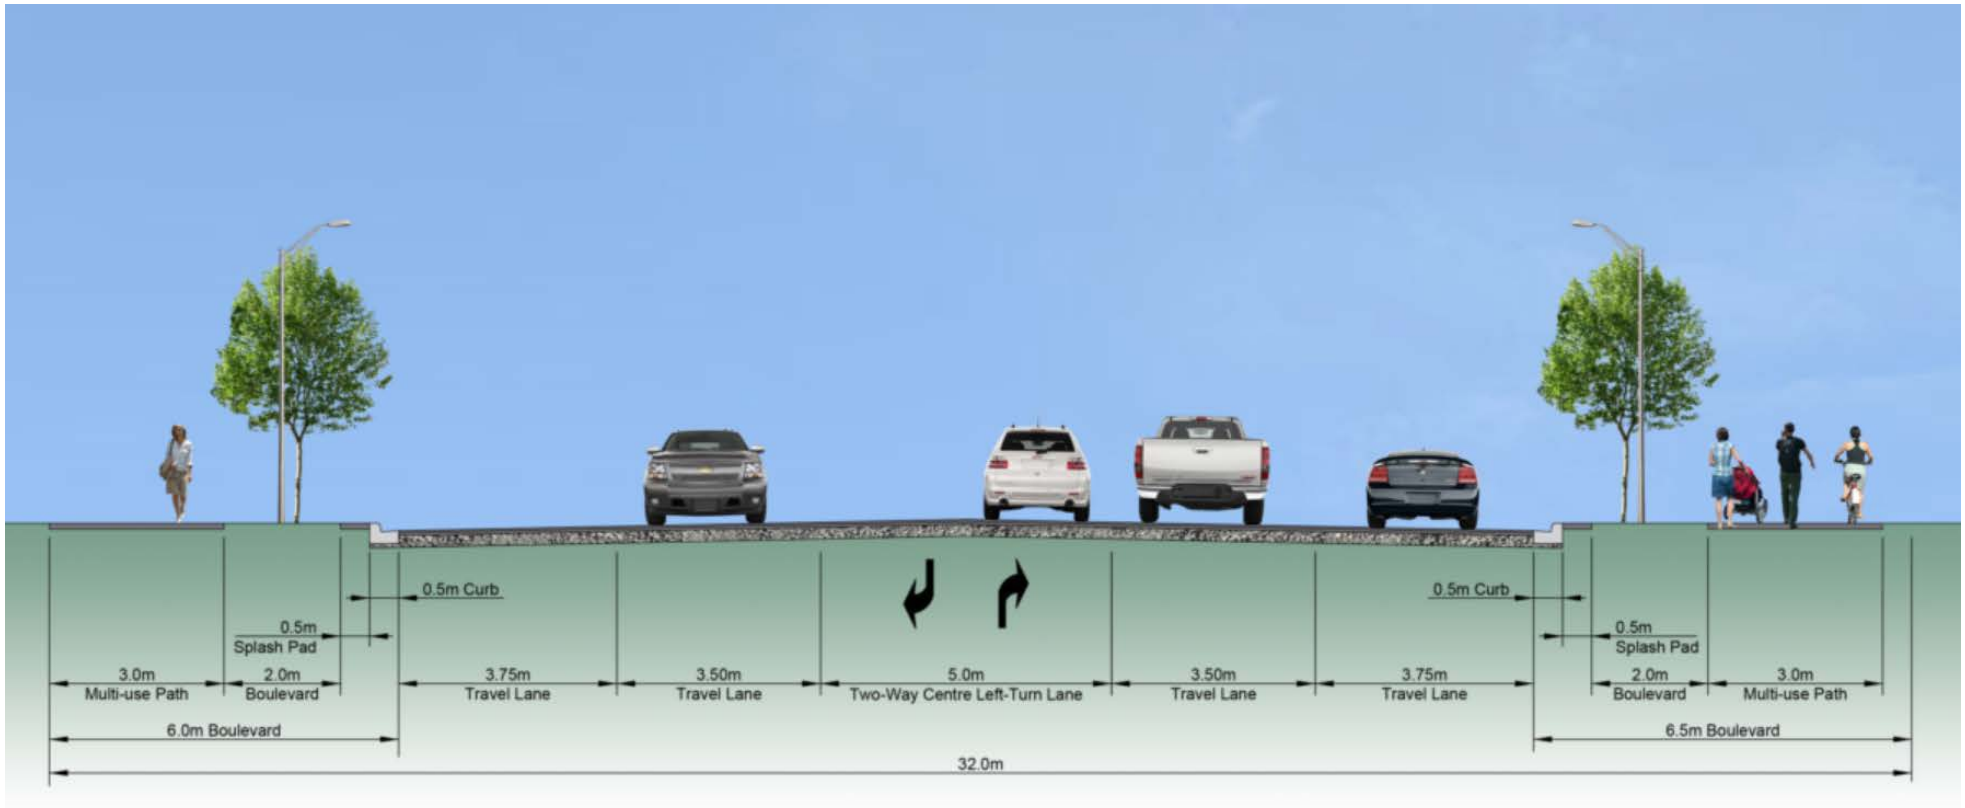 0.5m Curb
0.5m Curb
0.5m
Splash Pad
0.5m
Splash Pad
3.0m
Multi-use Path
2.0m
Boulevard
3.75m
Travel Lane
3.50m
Travel Lane
5.0m
Two-Way Centre Left-Turn Lane
3.50m
Travel Lane
3.75m
Travel Lane
2.0m
Boulevard
3.0m
Multi-use Path
6.0m Boulevard
6.5m Boulevard
32.0m